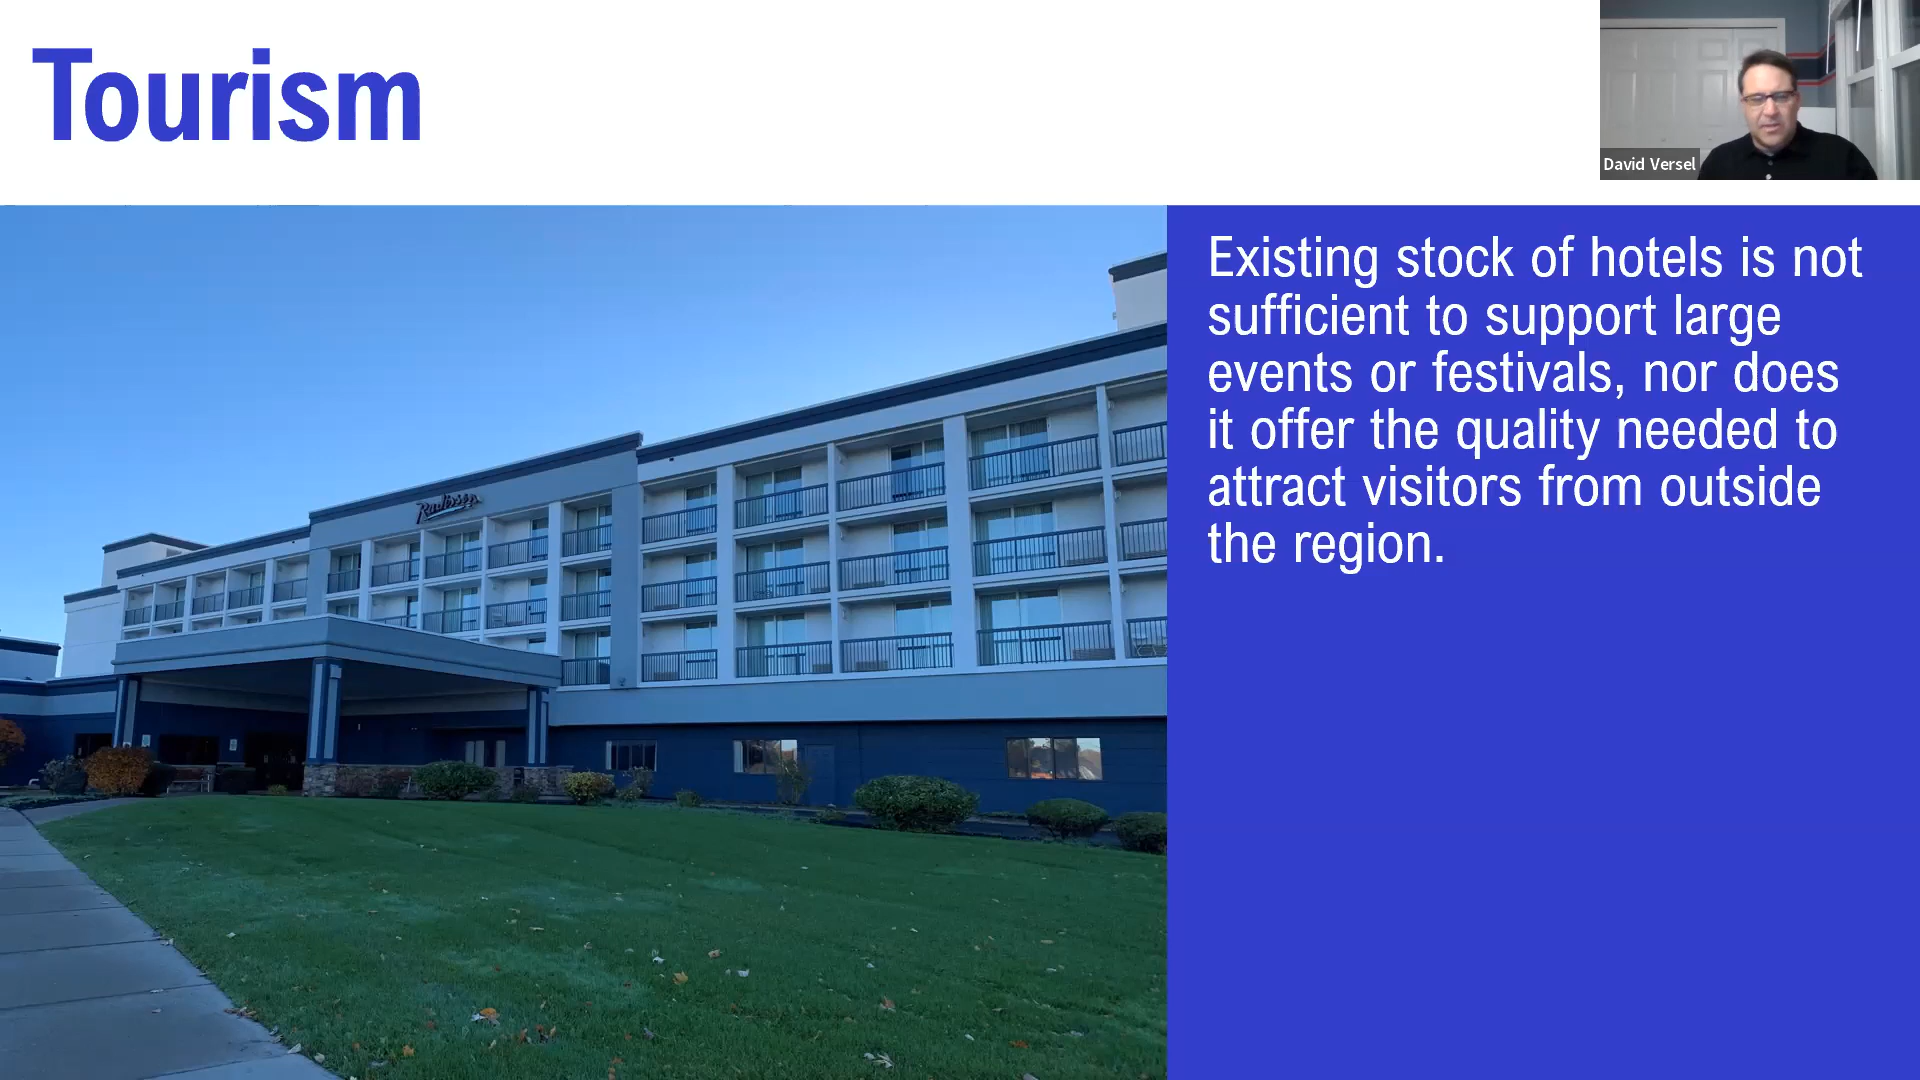 Tourism
David Versel
Existing stock of hotels is not
sufficient to support large
events or festivals, nor does
it offer the quality needed to
attract visitors from outside
the region.
Radisson